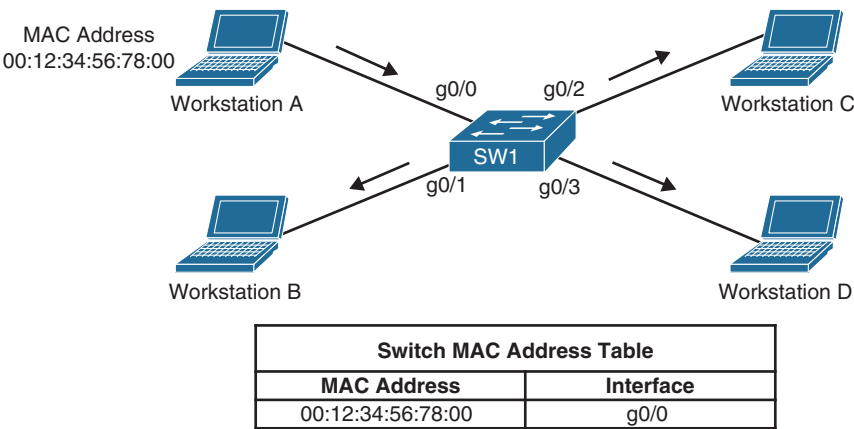 MAC Address
00:12:34:56:78:00
Workstation A
g0/0
g0/2
Workstation C
SW1
g0/1
g0/3
Workstation B
Workstation D
Switch MAC Address Table
MAC Address Interface
00:12:34:56:78:00 g0/0